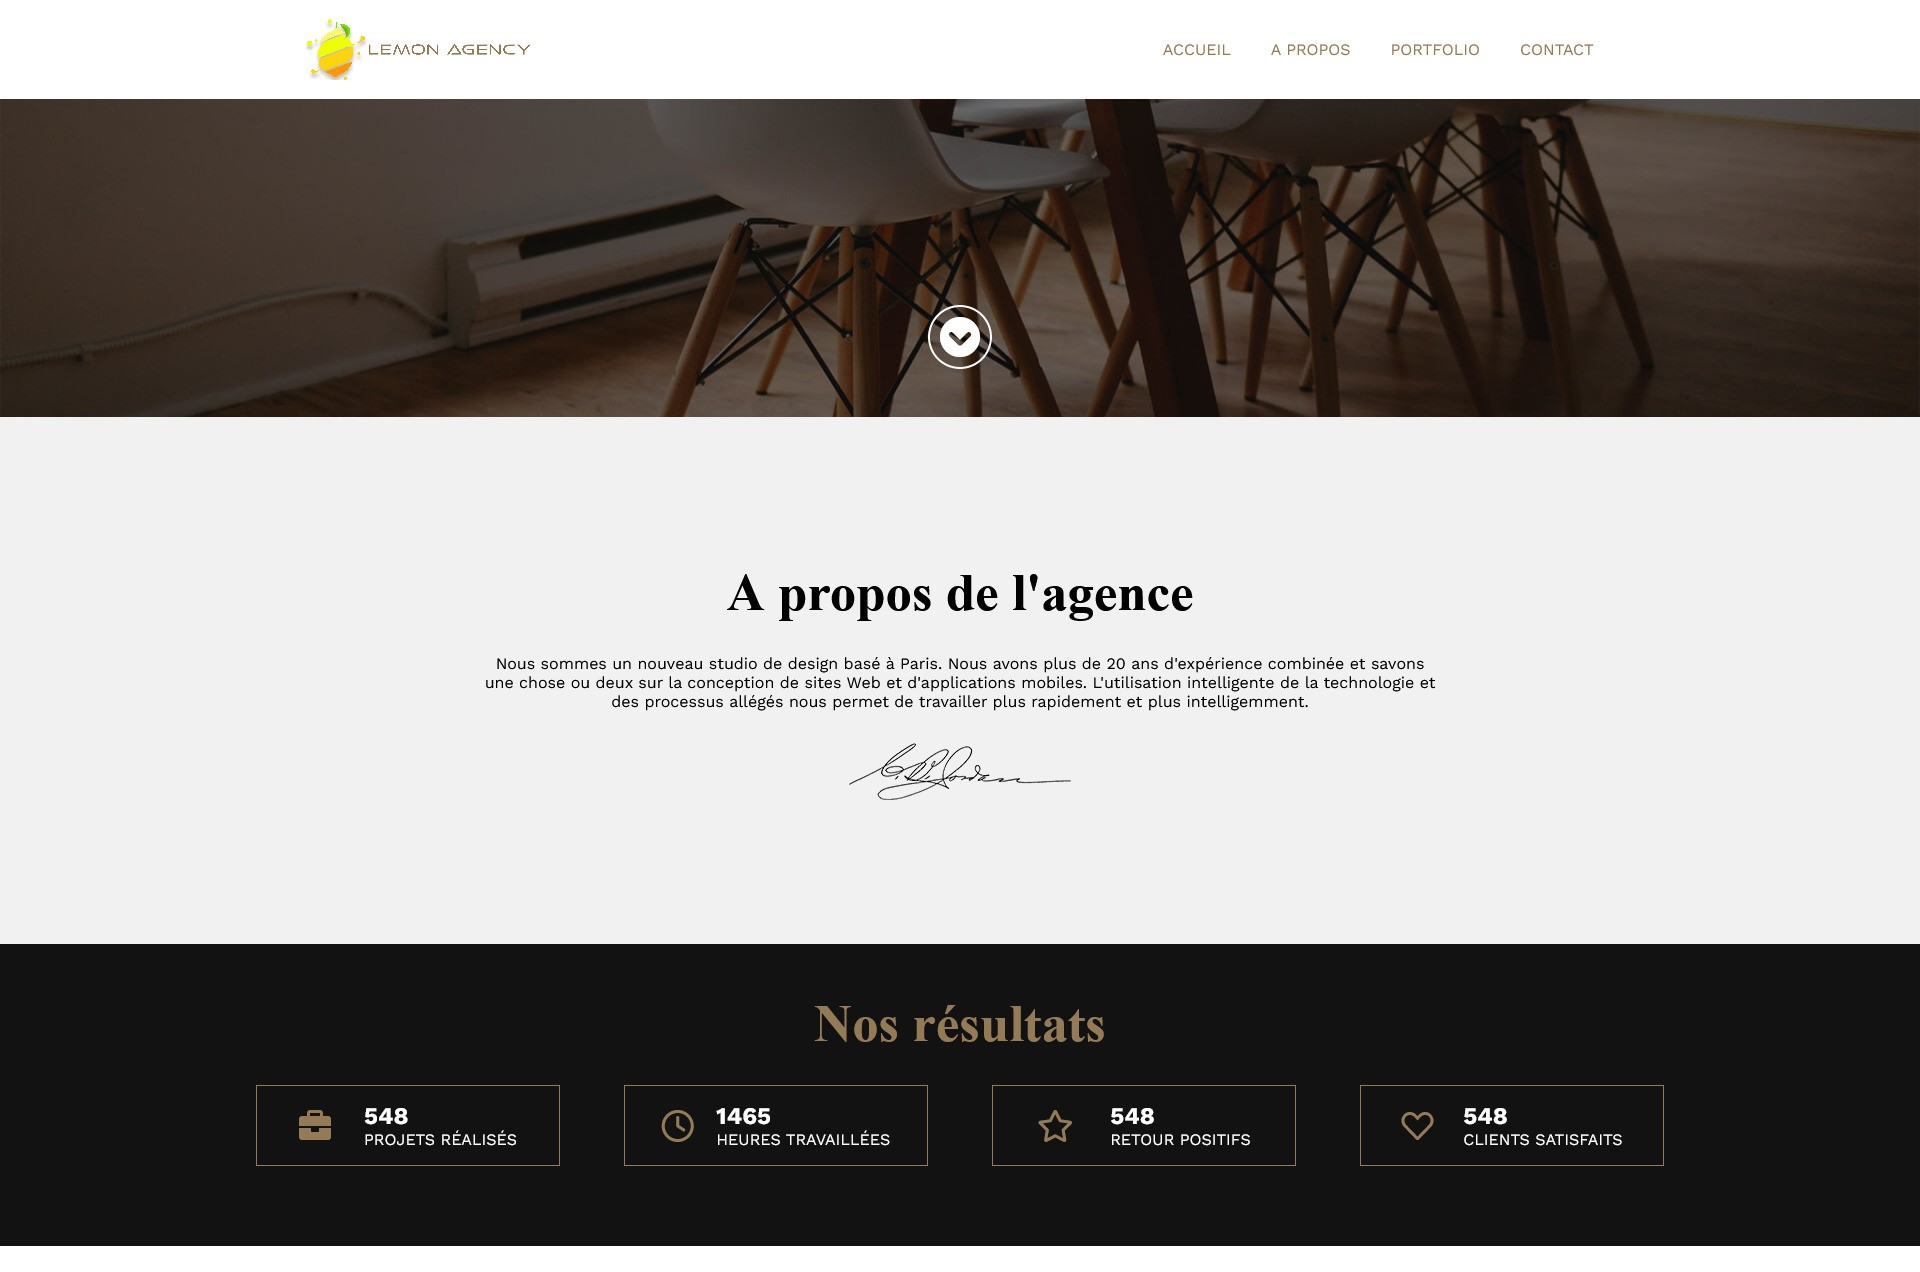 LEMON AGENCY
ACCUEIL A PROPOS PORTFOLIO CONTACT
A propos de l'agence
Nous sommes un nouveau studio de design basé à Paris. Nous avons plus de 20 ans d'expérience combinée et savons
une chose ou deux sur la conception de sites Web et d'applications mobiles. L'utilisation intelligente de la technologie et
des processus allégés nous permet de travailler plus rapidement et plus intelligemment.
Nos résultats
548
PROJETS RÉALISÉS
1465
HEURES TRAVAILLÉES
548
RETOUR POSITIFS
548
CLIENTS SATISFAITS